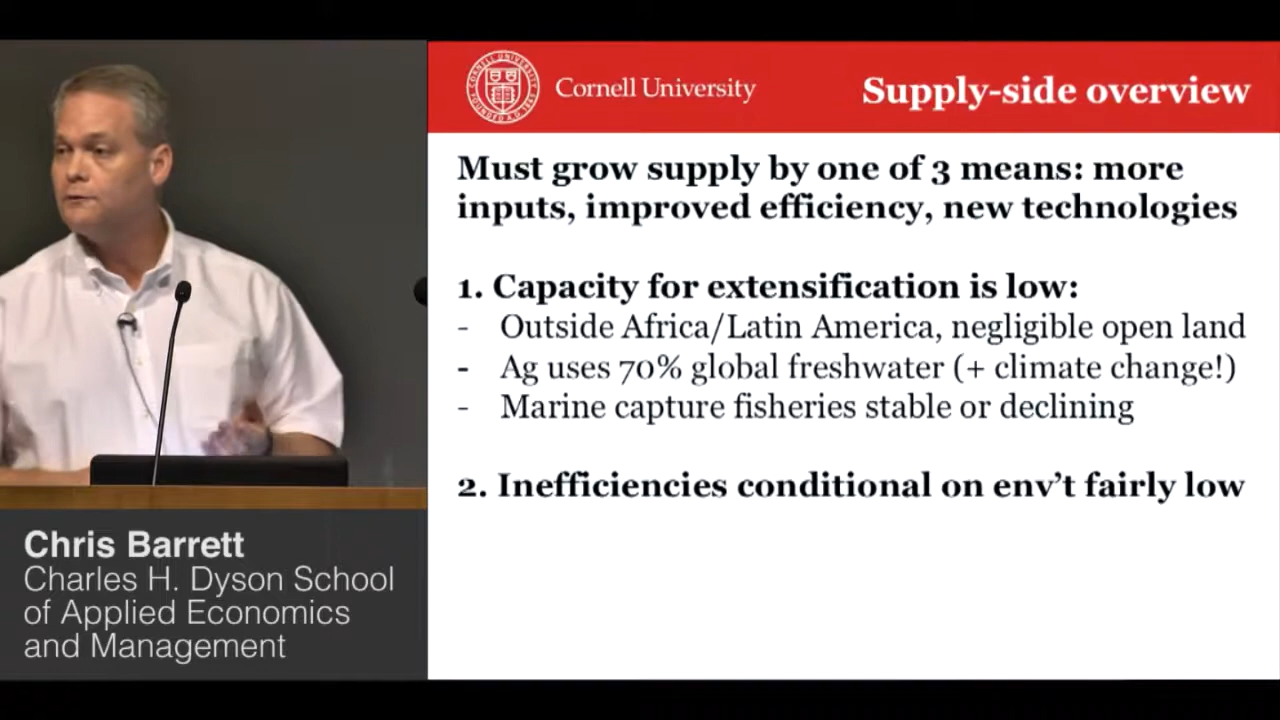 Cornell University
Supply-side overview
Must grow supply by one of 3 means: more
inputs, improved efficiency, new technologies
1. Capacity for extensification is low:
- Outside Africa/Latin America, negligible open land
- Ag uses 70% global freshwater (+ climate change!)
- Marine capture fisheries stable or declining
2. Inefficiencies conditional on env’t fairly low
Chris Barrett
Charles H. Dyson School
of Applied Economics
and Management